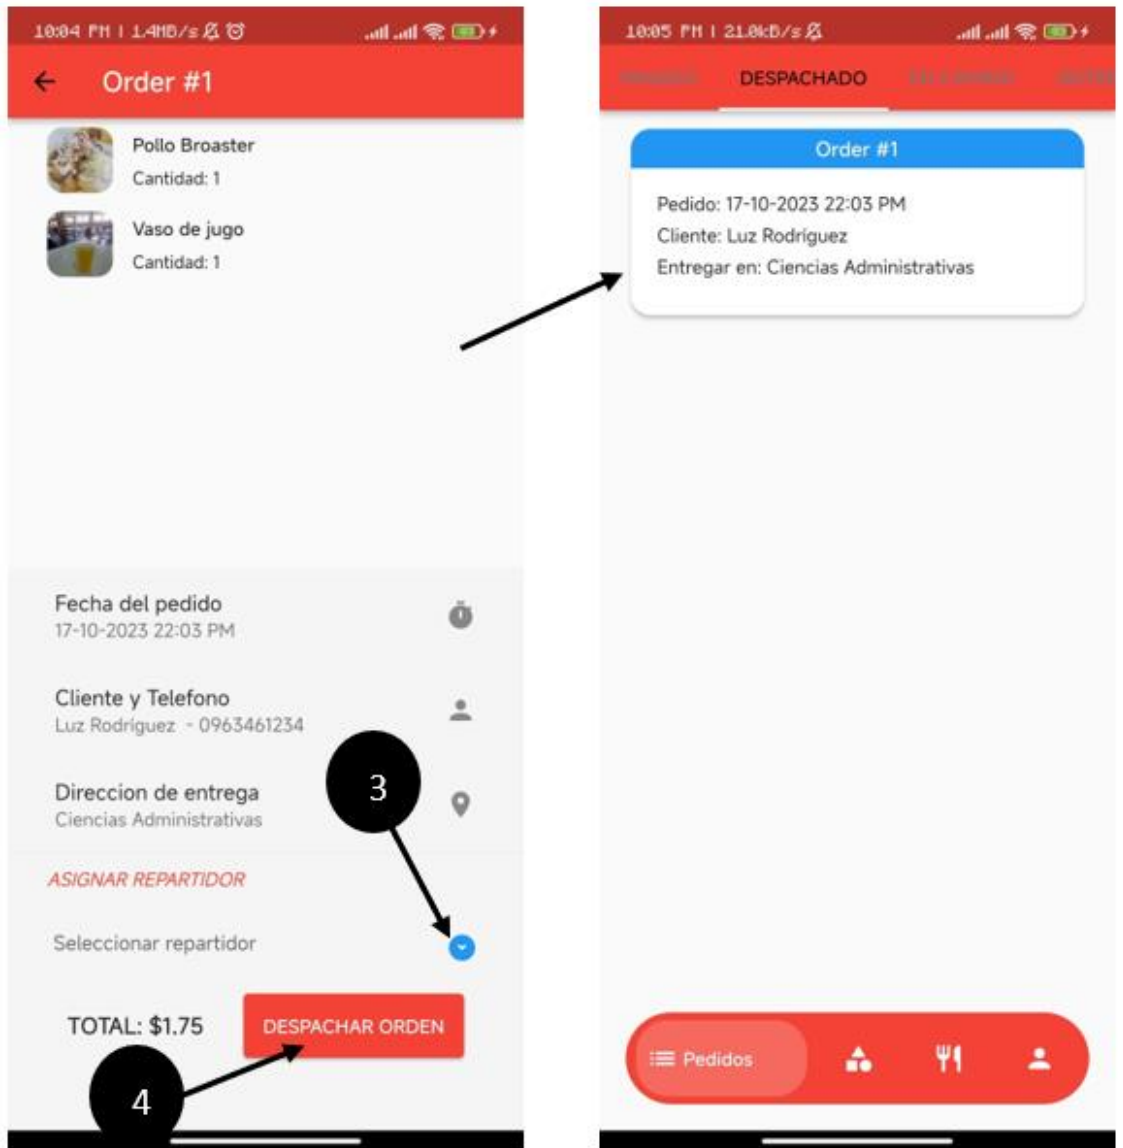 10:04 PM | 1.4MB/s
Order #1
Pollo Broaster
Cantidad: 1
Vaso de jugo
Cantidad: 1
Fecha del pedido
17-10-2023 22:03 PM
Cliente y Telefono
Luz Rodríguez - 0963461234
Direccion de entrega
Ciencias Administrativas
3
ASIGNAR REPARTIDOR
Seleccionar repartidor
TOTAL: $1.75
DESPACHAR ORDEN
4
10:05 PM | 21.0kB/s
DESPACHADO
Order #1
Pedido: 17-10-2023 22:03 PM
Cliente: Luz Rodríguez
Entregar en: Ciencias Administrativas
Pedidos